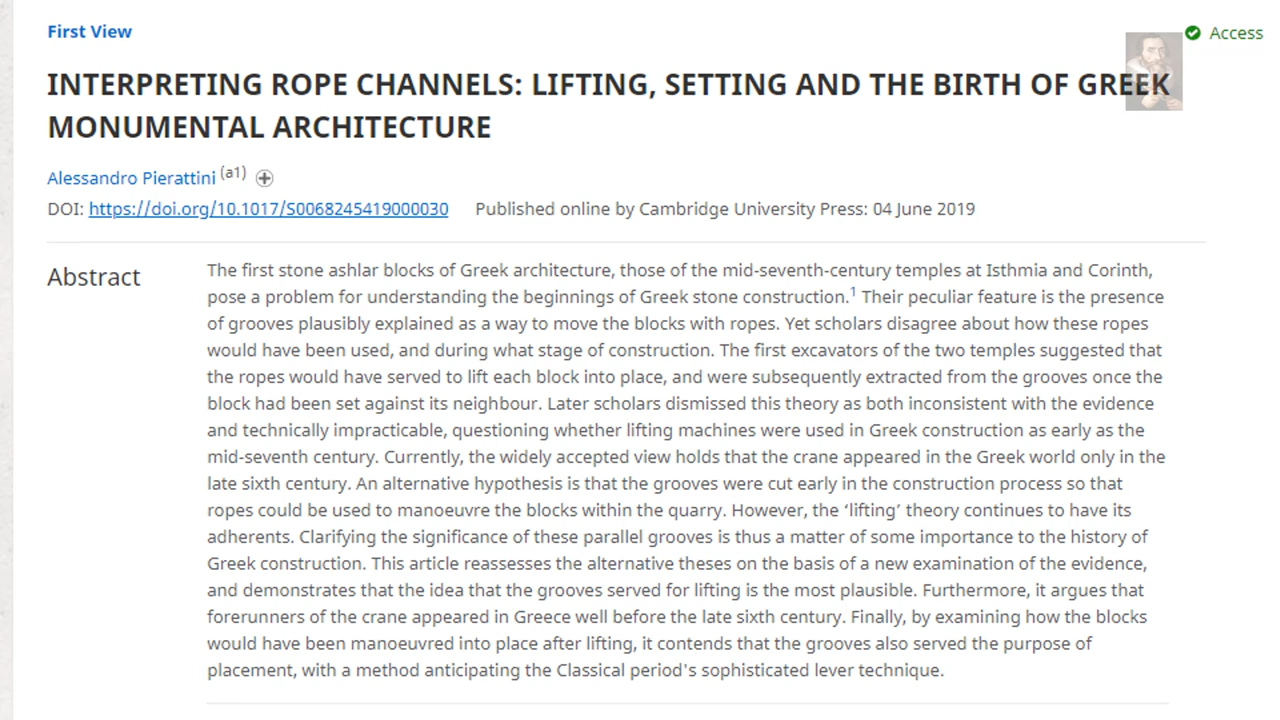 First View
Access
INTERPRETING ROPE CHANNELS: LIFTING, SETTING AND THE BIRTH OF GREEK
MONUMENTAL ARCHITECTURE
Alessandro Pierattini (a1)
DOI: https://doi.org/10.1017/S0068245419000030 Published online by Cambridge University Press: 04 June 2019
Abstract
The first stone ashlar blocks of Greek architecture, those of the mid-seventh-century temples at Isthmia and Corinth,
pose a problem for understanding the beginnings of Greek stone construction.1 Their peculiar feature is the presence
of grooves plausibly explained as a way to move the blocks with ropes. Yet scholars disagree about how these ropes
would have been used, and during what stage of construction. The first excavators of the two temples suggested that
the ropes would have served to lift each block into place, and were subsequently extracted from the grooves once the
block had been set against its neighbour. Later scholars dismissed this theory as both inconsistent with the evidence
and technically impracticable, questioning whether lifting machines were used in Greek construction as early as the
mid-seventh century. Currently, the widely accepted view holds that the crane appeared in the Greek world only in the
late sixth century. An alternative hypothesis is that the grooves were cut early in the construction process so that
ropes could be used to manoeuvre the blocks within the quarry. However, the ‘lifting’ theory continues to have its
adherents. Clarifying the significance of these parallel grooves is thus a matter of some importance to the history of
Greek construction. This article reassesses the alternative theses on the basis of a new examination of the evidence,
and demonstrates that the idea that the grooves served for lifting is the most plausible. Furthermore, it argues that
forerunners of the crane appeared in Greece well before the late sixth century. Finally, by examining how the blocks
would have been manoeuvred into place after lifting, it contends that the grooves also served the purpose of
placement, with a method anticipating the Classical period's sophisticated lever technique.